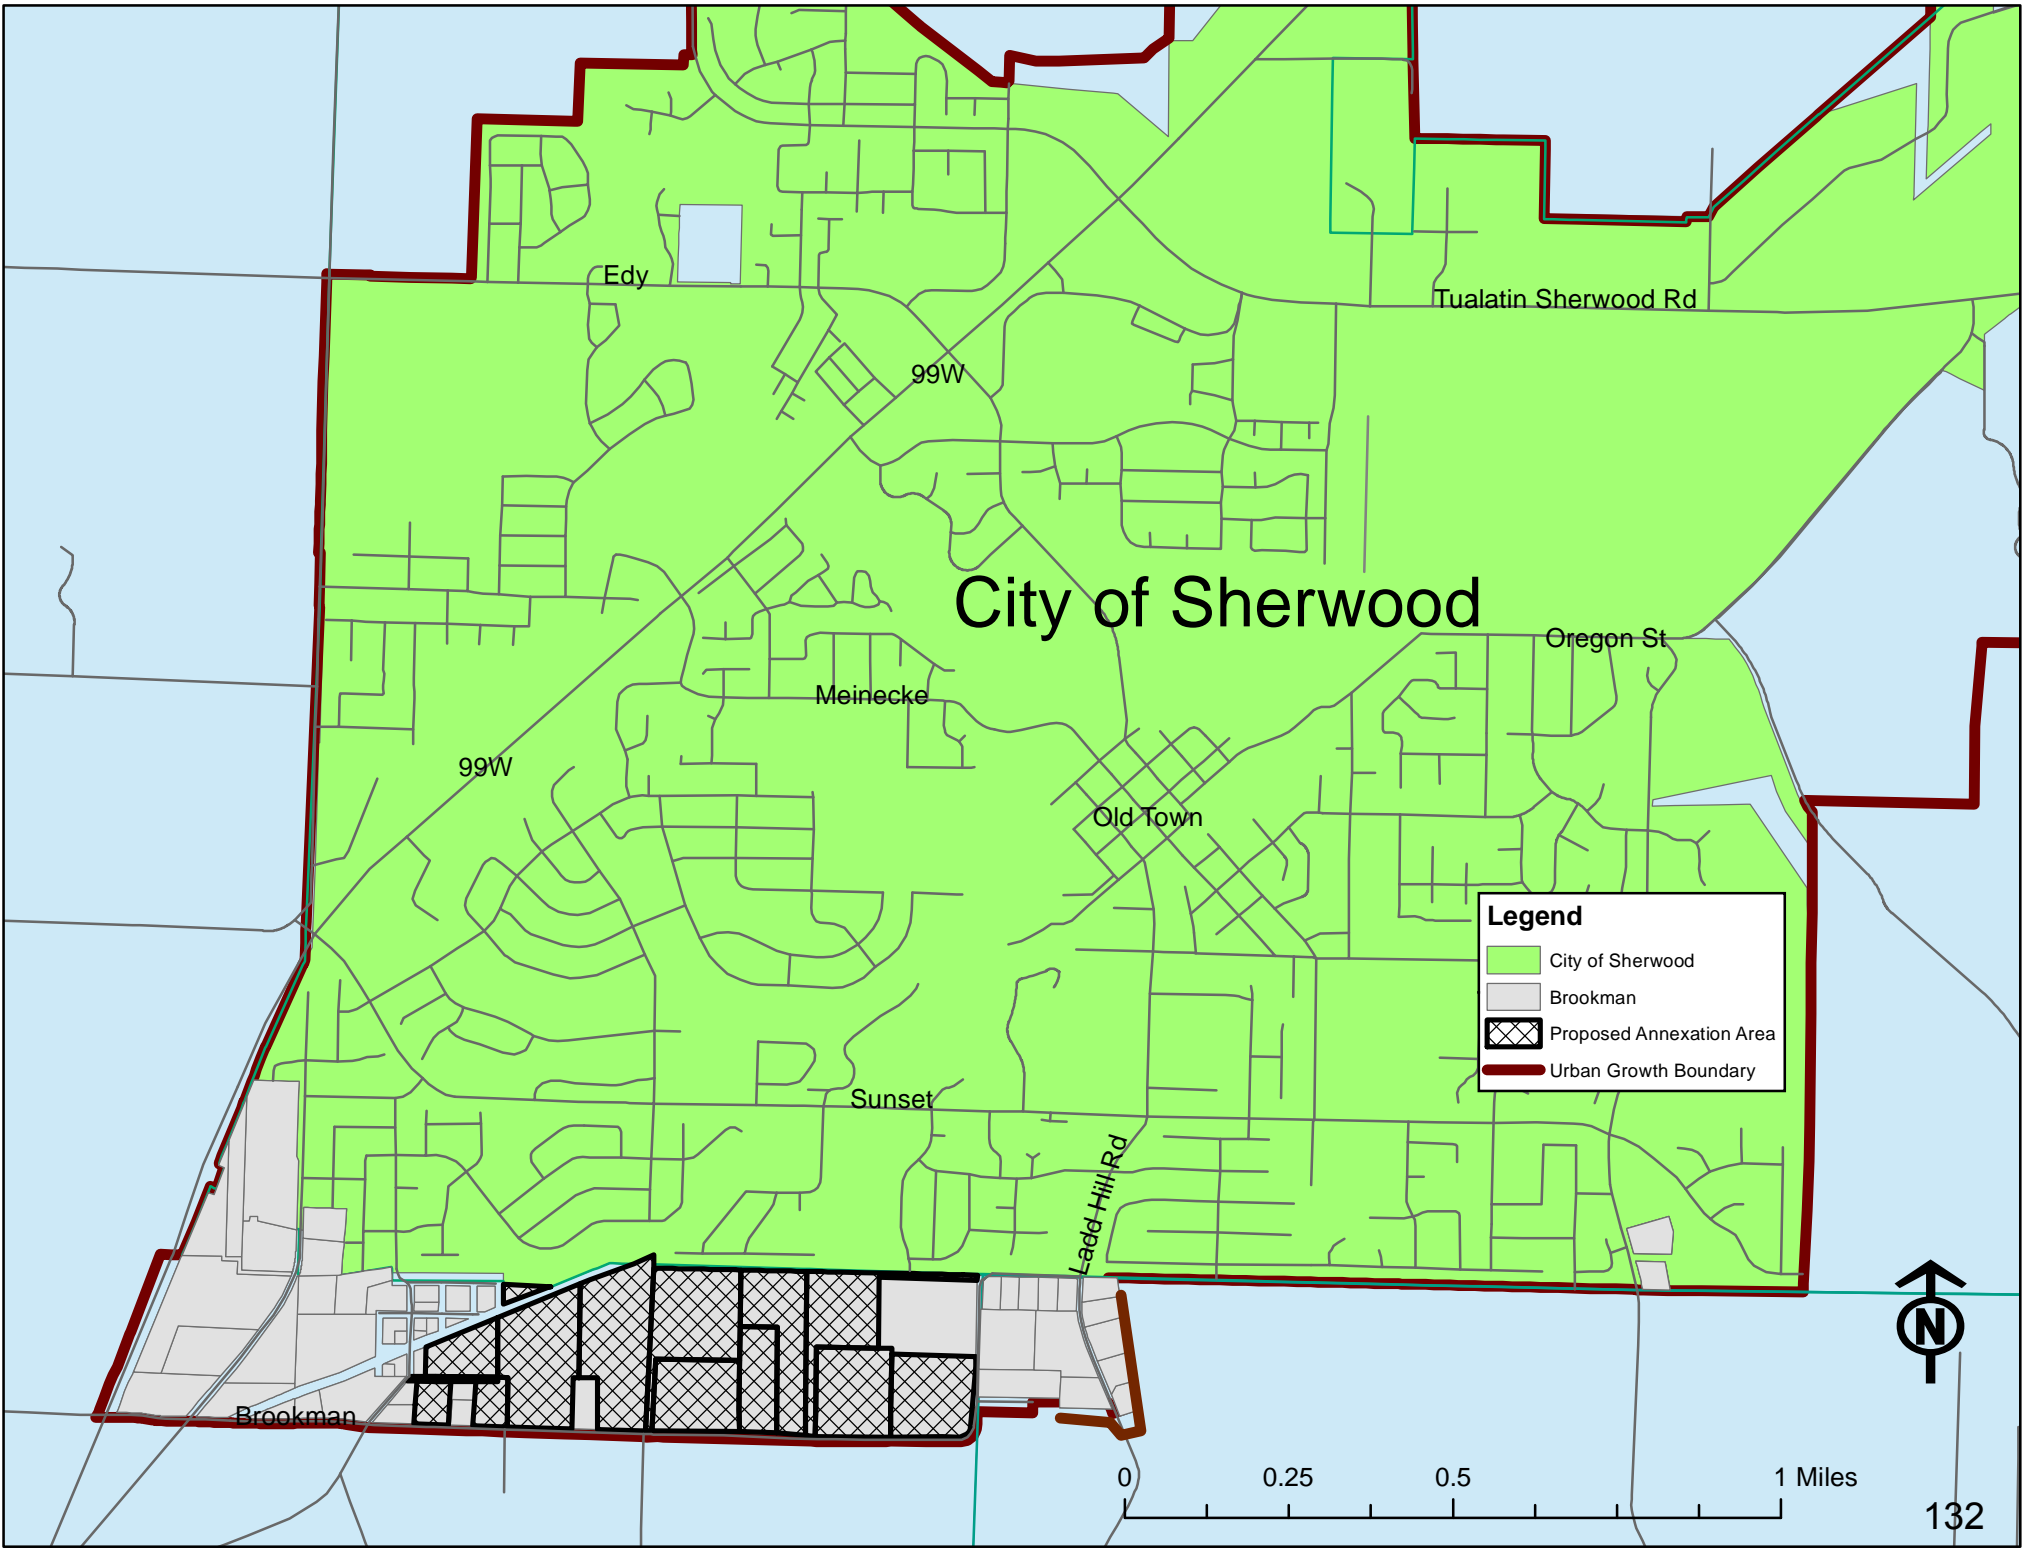 Edy
Tualatin Sherwood Rd
99W
City of Sherwood
Oregon St
Meinecke
99W
Old Town
Legend
City of Sherwood
Brookman
Proposed Annexation Area
Urban Growth Boundary
Sunset
Ladd Hill Rd
N
Brookman
0 0.25 0.5 1 Miles
132